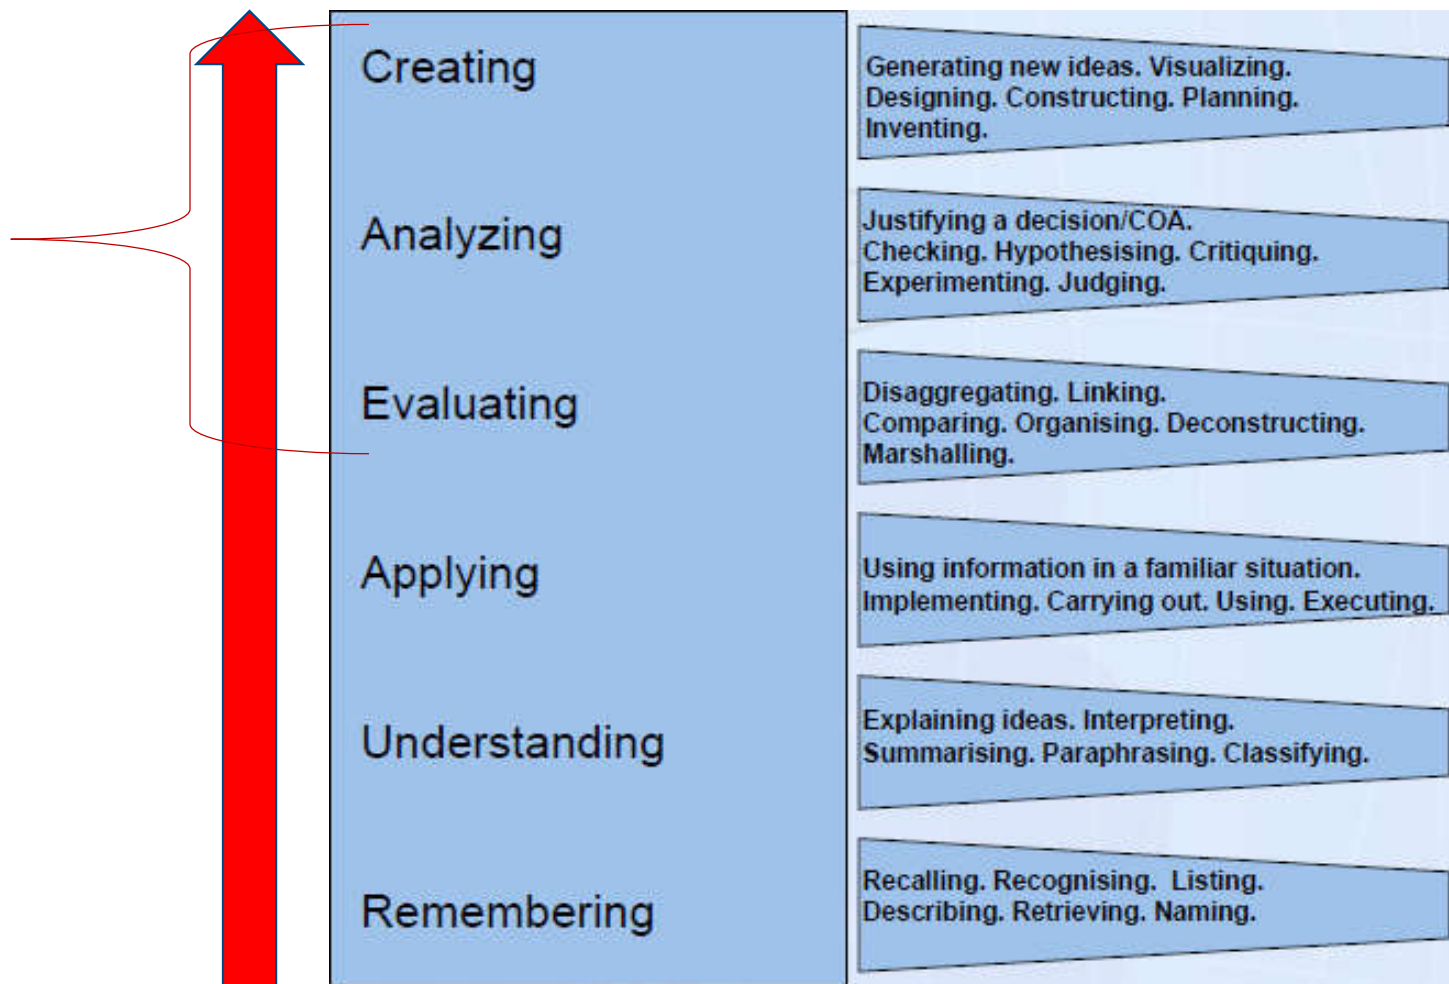 Creating
Generating new ideas. Visualizing.
Designing. Constructing. Planning.
Inventing.
Analyzing
Justifying a decision/COA.
Checking. Hypothesising. Critiquing.
Experimenting. Judging.
Evaluating
Disaggregating. Linking.
Comparing. Organising. Deconstructing.
Marshalling.
Applying
Using information in a familiar situation.
Implementing. Carrying out. Using. Executing.
Understanding
Explaining ideas. Interpreting.
Summarising. Paraphrasing. Classifying.
Remembering
Recalling. Recognising. Listing.
Describing. Retrieving. Naming.